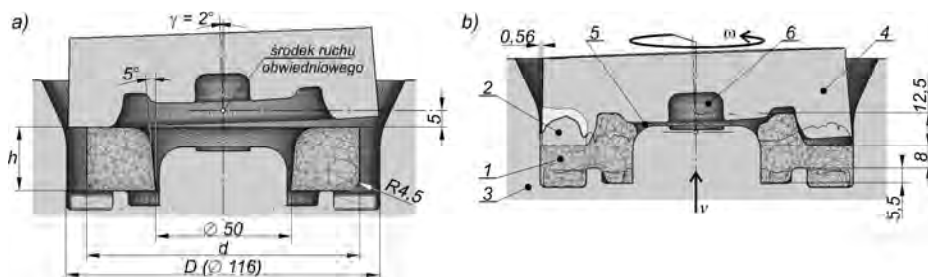 a)
γ = 2°
środek ruchu
obwiedniowego
5°
5
h
R4,5
Ø 50
d
D (Ø 116)
b)
0,56
5
ω
6
4
2
12,5
1
8
3
v
5,5